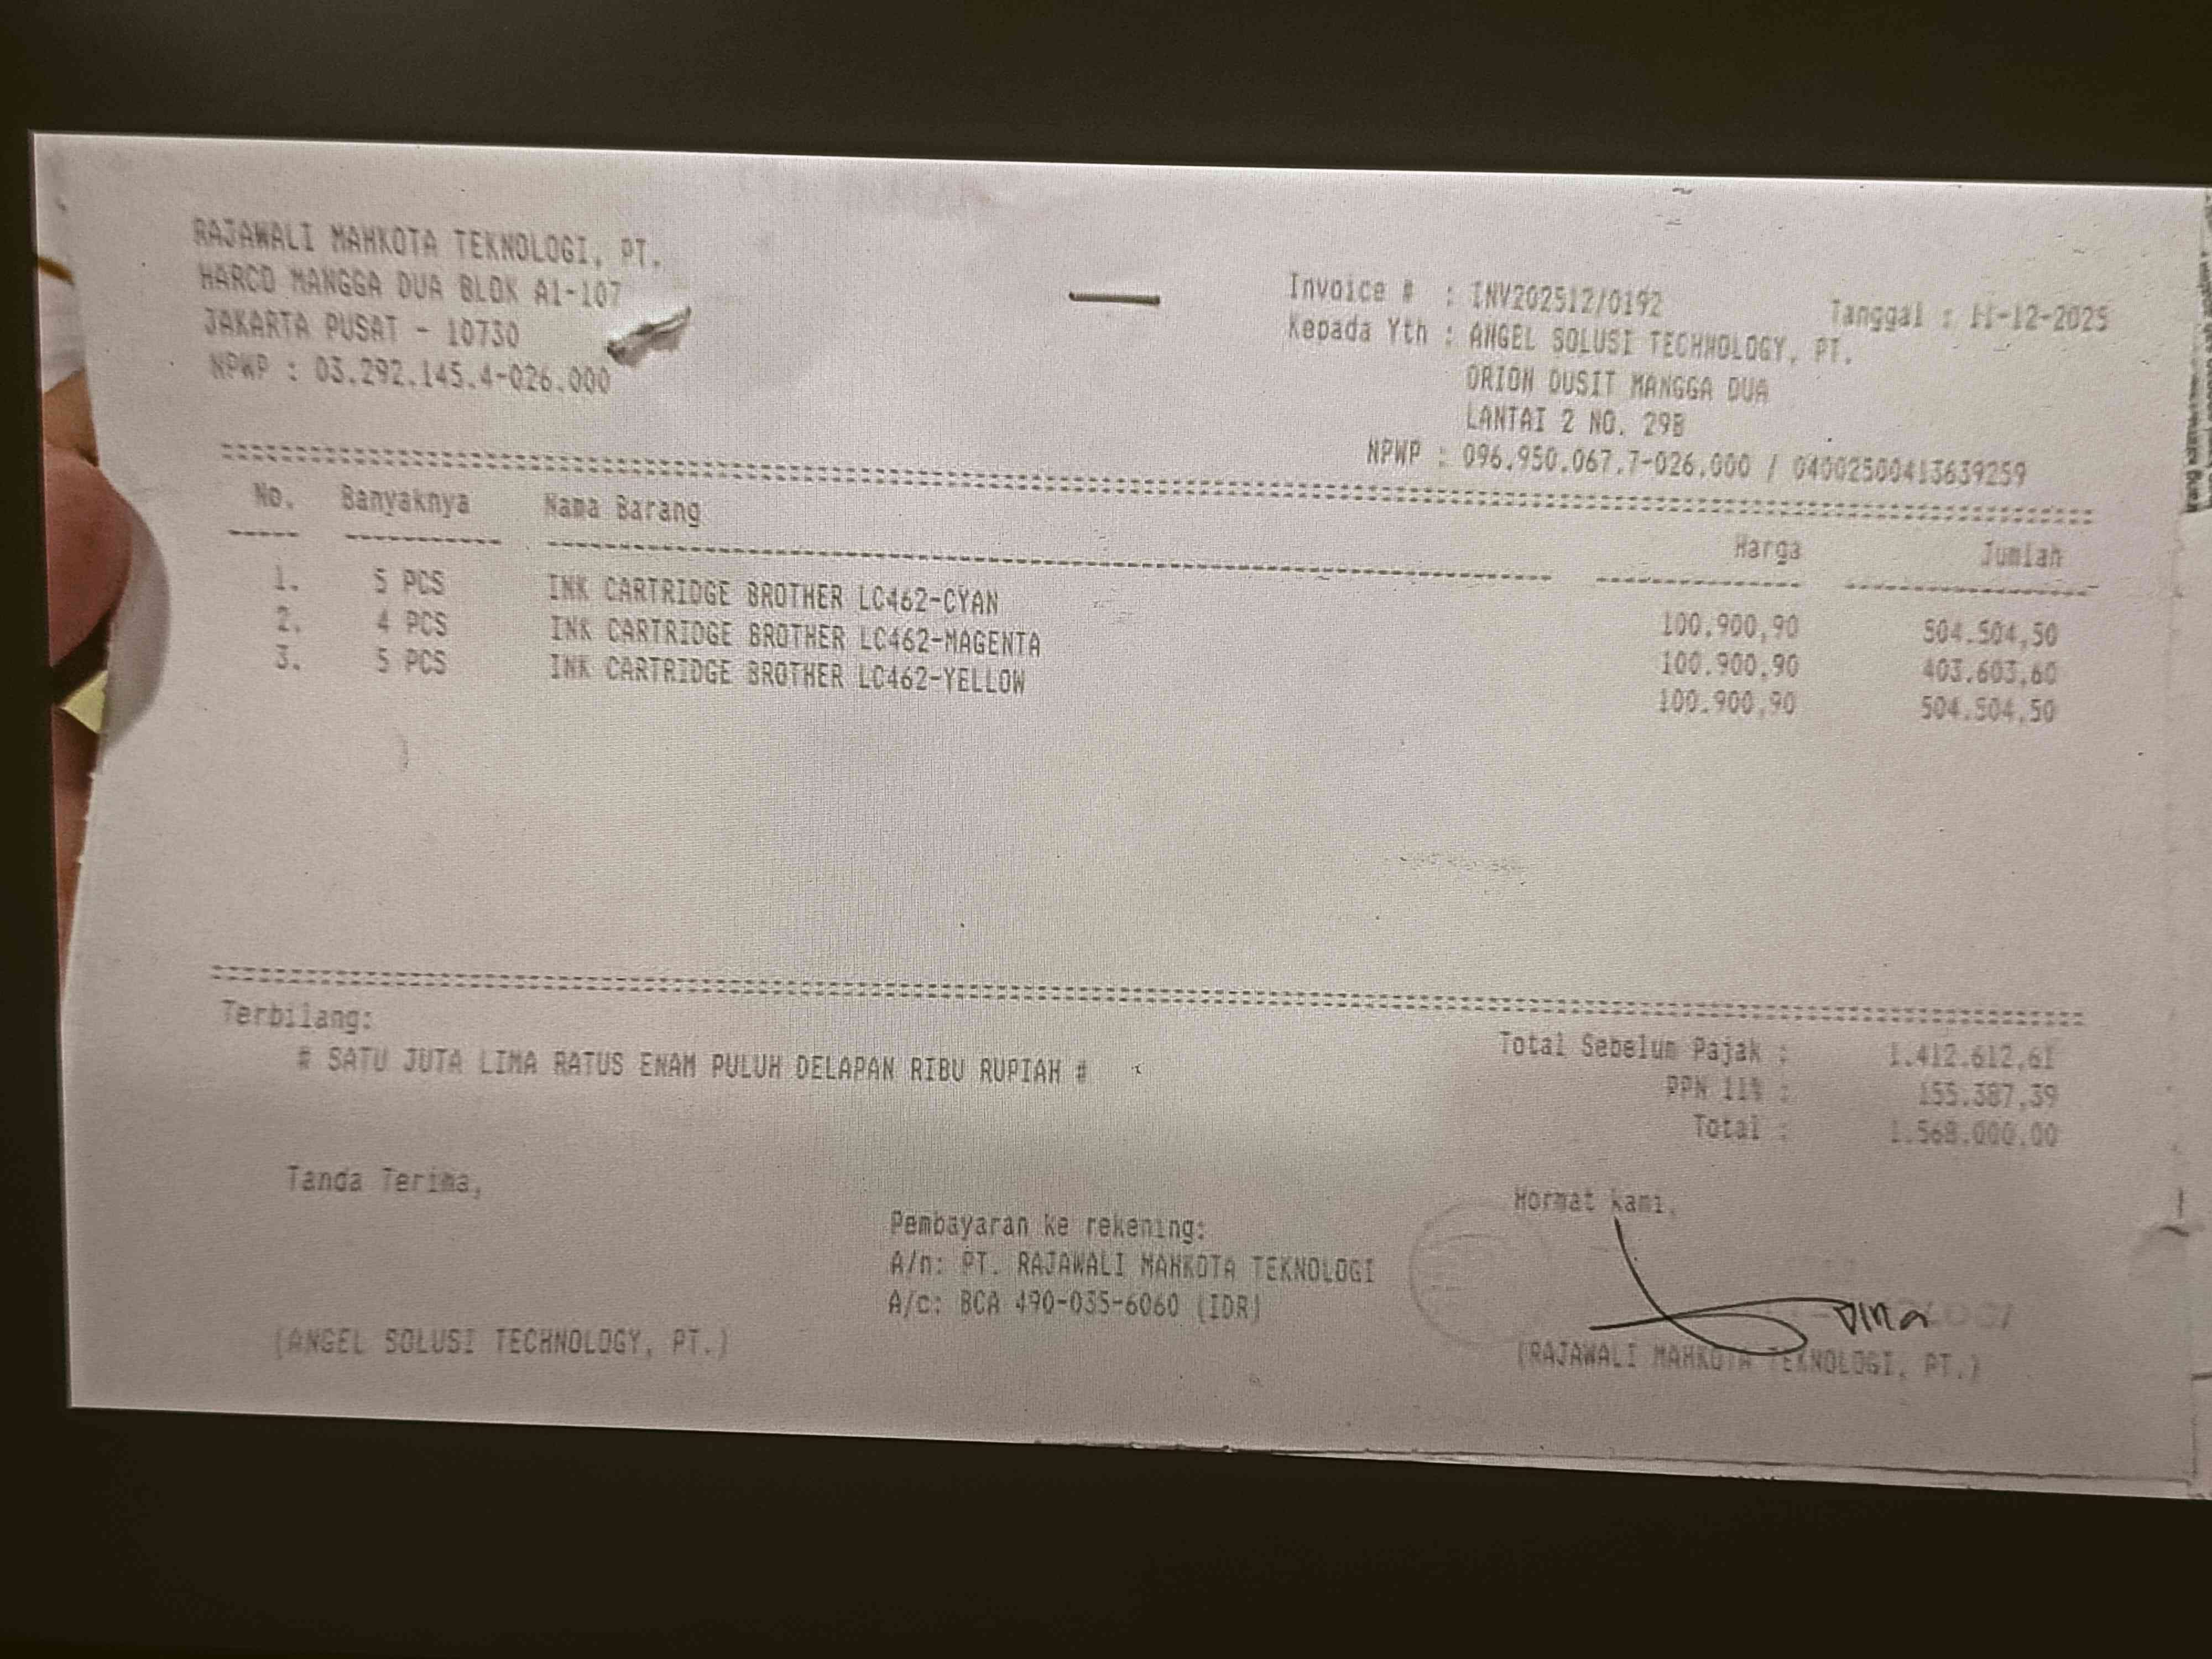 RAJAWALI MAHKOTA TEKNOLOGI, PT.
HARCO MANGGA DUA BLOK A1-107
JAKARTA PUSAT - 10730
NPWP : 03.292.145.4-026.000
Invoice # : INV202512/0192 Tanggal : 11-12-2025
Kepada Yth : ANGEL SOLUSI TECHNOLOGY, PT.
ORION DUSIT MANGGA DUA
LANTAI 2 NO. 29B
NPWP : 096.950.067.7-026.000 / 04002500413639259
No. Banyaknya Nama Barang Harga Jumlah
1. 5 PCS INK CARTRIDGE BROTHER LC462-CYAN 100.900,90 504.504,50
2. 4 PCS INK CARTRIDGE BROTHER LC462-MAGENTA 100.900,90 403.603,60
3. 5 PCS INK CARTRIDGE BROTHER LC462-YELLOW 100.900,90 504.504,50
Terbilang:
# SATU JUTA LIMA RATUS ENAM PULUH DELAPAN RIBU RUPIAH #
Total Sebelum Pajak : 1.412.612,61
PPN 11% : 155.387,39
Total : 1.568.000,00
Tanda Terima,
(ANGEL SOLUSI TECHNOLOGY, PT.)
Pembayaran ke rekening:
A/n: PT. RAJAWALI MAHKOTA TEKNOLOGI
A/c: BCA 490-035-6060 (IDR)
Hormat kami,
Dina
(RAJAWALI MAHKOTA TEKNOLOGI, PT.)